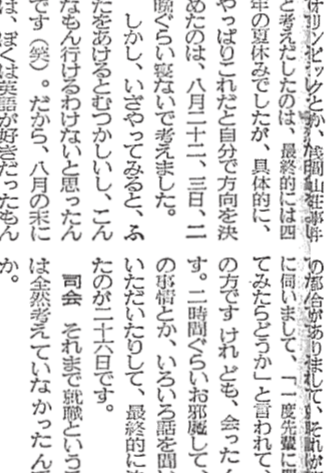 オリンピックとか、浅間山荘事件
と考えだしたのは、最終的には四
年の夏休みでしたが、具体的に、
やっぱりこれだと自分で方向を決
めたのは、八月二十二、三日、二
晩ぐらい寝ないで考えました。
しかし、いざやってみると、ふ
たをあけるとむつかしいし、こん
なもん行けるわけないと思ったん
です（笑）。だから、八月の末に
は、ぼくは英語が好きだったもん
の都合がありまして、それが
に伺いまして、「一度先輩に
てみたらどうか」と言われて、
の方です けれ ども、会った
す。二時間ぐらいお邪魔して、
の事情とか、いろいろ話を聞
いただいたりして、最終的に
たのが二十六日です。
司会 それまで就職という
は全然考えていな かった ん
か。